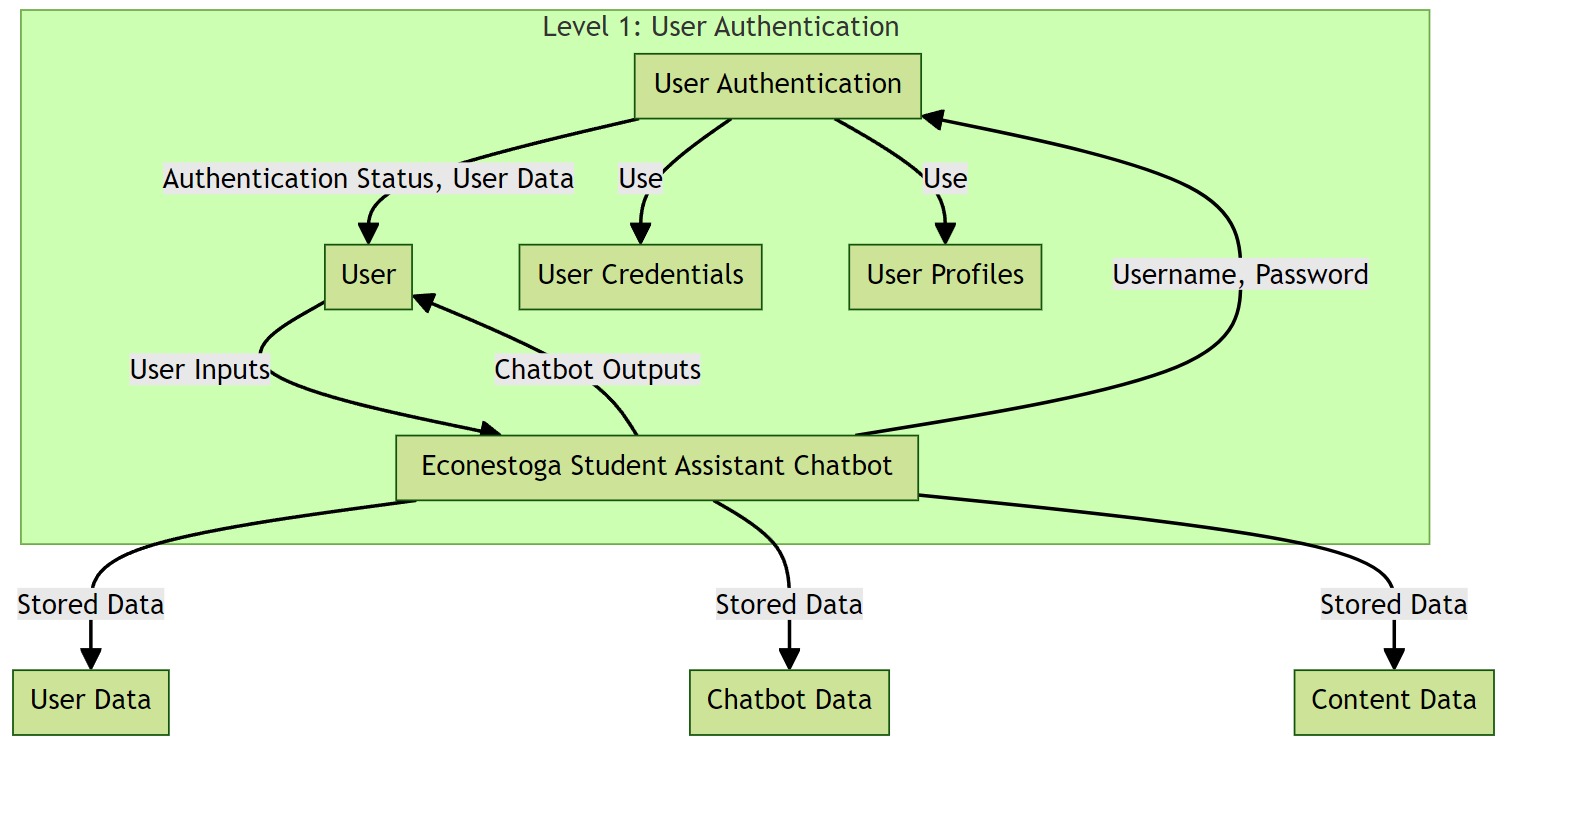 Level 1: User Authentication
User Authentication
Authentication Status, User Data
Use
Use
User
User Credentials
User Profiles
Username, Password
User Inputs
Chatbot Outputs
Econestoga Student Assistant Chatbot
Stored Data
Stored Data
Stored Data
User Data
Chatbot Data
Content Data